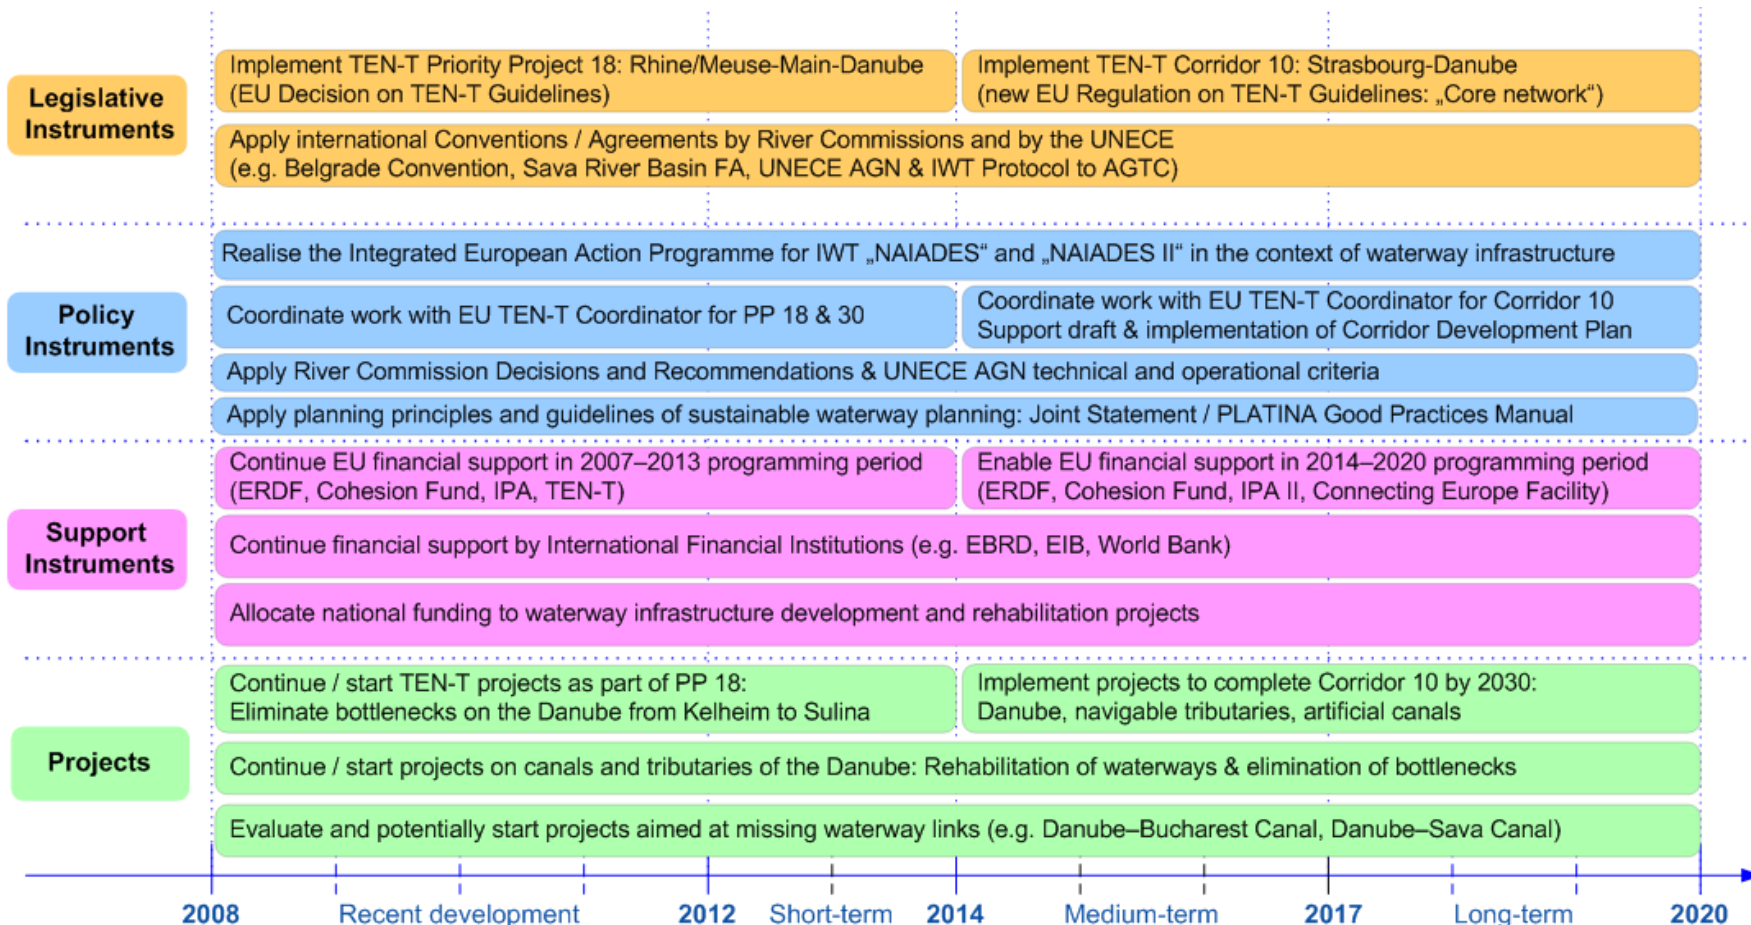 Legislative
Instruments
Implement TEN-T Priority Project 18: Rhine/Meuse-Main-Danube
(EU Decision on TEN-T Guidelines)
Implement TEN-T Corridor 10: Strasbourg-Danube
(new EU Regulation on TEN-T Guidelines: „Core network“)
Apply international Conventions / Agreements by River Commissions and by the UNECE
(e.g. Belgrade Convention, Sava River Basin FA, UNECE AGN & IWT Protocol to AGTC)
Policy
Instruments
Realise the Integrated European Action Programme for IWT „NAIADES“ and „NAIADES II“ in the context of waterway infrastructure
Coordinate work with EU TEN-T Coordinator for PP 18 & 30
Coordinate work with EU TEN-T Coordinator for Corridor 10
Support draft & implementation of Corridor Development Plan
Apply River Commission Decisions and Recommendations & UNECE AGN technical and operational criteria
Apply planning principles and guidelines of sustainable waterway planning: Joint Statement / PLATINA Good Practices Manual
Support
Instruments
Continue EU financial support in 2007–2013 programming period
(ERDF, Cohesion Fund, IPA, TEN-T)
Enable EU financial support in 2014–2020 programming period
(ERDF, Cohesion Fund, IPA II, Connecting Europe Facility)
Continue financial support by International Financial Institutions (e.g. EBRD, EIB, World Bank)
Allocate national funding to waterway infrastructure development and rehabilitation projects
Projects
Continue / start TEN-T projects as part of PP 18:
Eliminate bottlenecks on the Danube from Kelheim to Sulina
Implement projects to complete Corridor 10 by 2030:
Danube, navigable tributaries, artificial canals
Continue / start projects on canals and tributaries of the Danube: Rehabilitation of waterways & elimination of bottlenecks
Evaluate and potentially start projects aimed at missing waterway links (e.g. Danube–Bucharest Canal, Danube–Sava Canal)
2008 Recent development 2012 Short-term 2014 Medium-term 2017 Long-term 2020